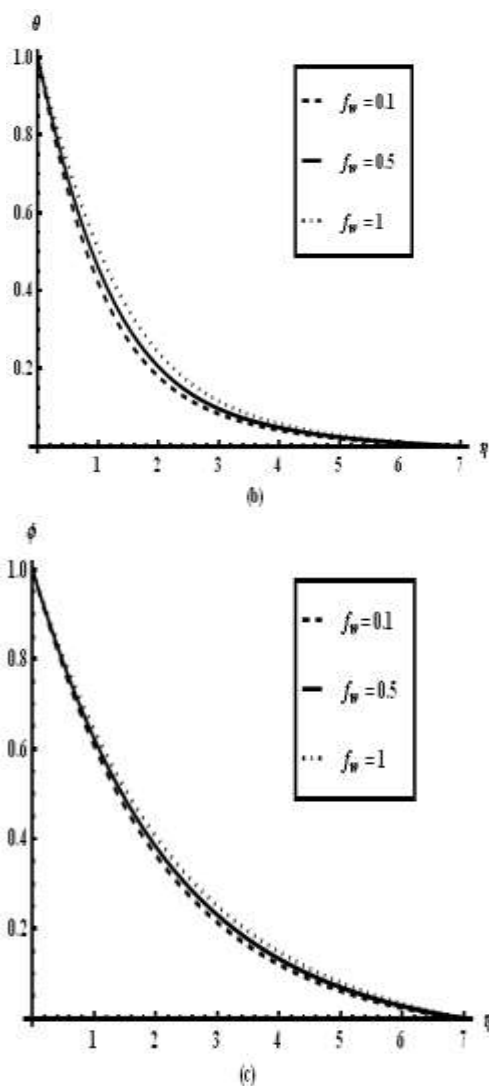 θ
1.0
0.8
0.6
0.4
0.2
f_w = 0.1
f_w = 0.5
f_w = 1
1 2 3 4 5 6 7 η
(b)
ϕ
1.0
0.8
0.6
0.4
0.2
f_w = 0.1
f_w = 0.5
f_w = 1
1 2 3 4 5 6 7
(c)